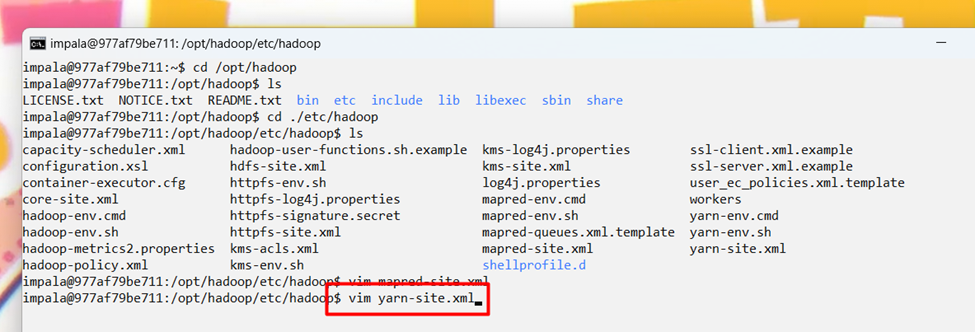 impala@977af79be711: /opt/hadoop/etc/hadoop
impala@977af79be711:~$ cd /opt/hadoop
impala@977af79be711:/opt/hadoop$ ls
LICENSE.txt  NOTICE.txt  README.txt  bin  etc  include  lib  libexec  sbin  share
impala@977af79be711:/opt/hadoop$ cd ./etc/hadoop
impala@977af79be711:/opt/hadoop/etc/hadoop$ ls
capacity-scheduler.xml      hadoop-user-functions.sh.example  kms-log4j.properties        ssl-client.xml.example
configuration.xsl           hdfs-site.xml                     kms-site.xml                ssl-server.xml.example
container-executor.cfg      httpfs-env.sh                     log4j.properties            user_ec_policies.xml.template
core-site.xml               httpfs-log4j.properties           mapred-env.cmd              workers
hadoop-env.cmd              httpfs-signature.secret           mapred-env.sh               yarn-env.cmd
hadoop-env.sh               httpfs-site.xml                   mapred-queues.xml.template  yarn-env.sh
hadoop-metrics2.properties  kms-acls.xml                      mapred-site.xml             yarn-site.xml
hadoop-policy.xml           kms-env.sh                        shellprofile.d
impala@977af79be711:/opt/hadoop/etc/hadoop$ vim mapred-site.xml
impala@977af79be711:/opt/hadoop/etc/hadoop$ vim yarn-site.xml